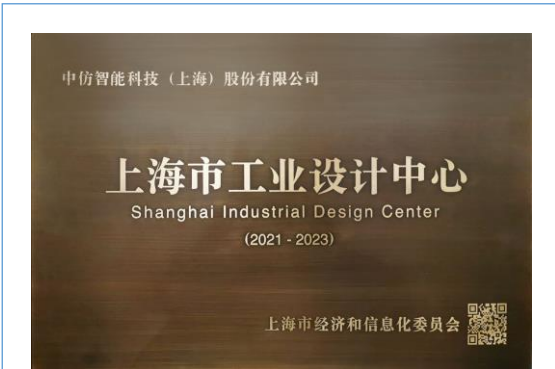 中仿智能科技（上海）股份有限公司
上海市工业设计中心
Shanghai Industrial Design Center
(2021 - 2023)
上海市经济和信息化委员会